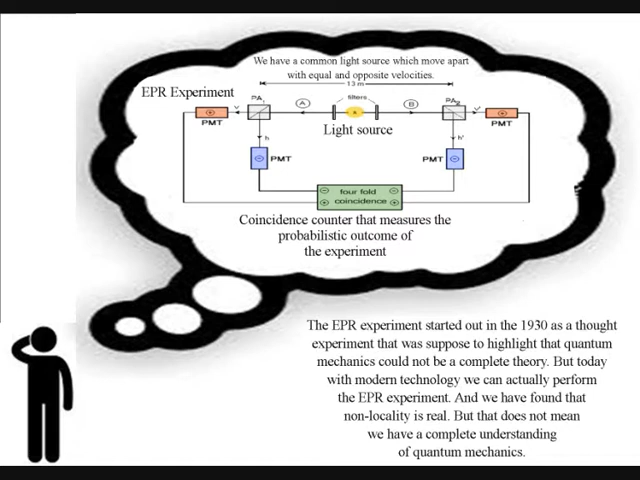 We have a common light source which move apart
with equal and opposite velocities.
13 m
EPR Experiment
PA1
filters
PA2
A
B
v
v'
PMT
Light source
PMT
h
h'
PMT
PMT
four fold
coincidence
Coincidence counter that measures the
probabilistic outcome of
the experiment
The EPR experiment started out in the 1930 as a thought
experiment that was suppose to highlight that quantum
mechanics could not be a complete theory. But today
with modern technology we can actually perform
the EPR experiment. And we have found that
non-locality is real. But that does not mean
we have a complete understanding
of quantum mechanics.